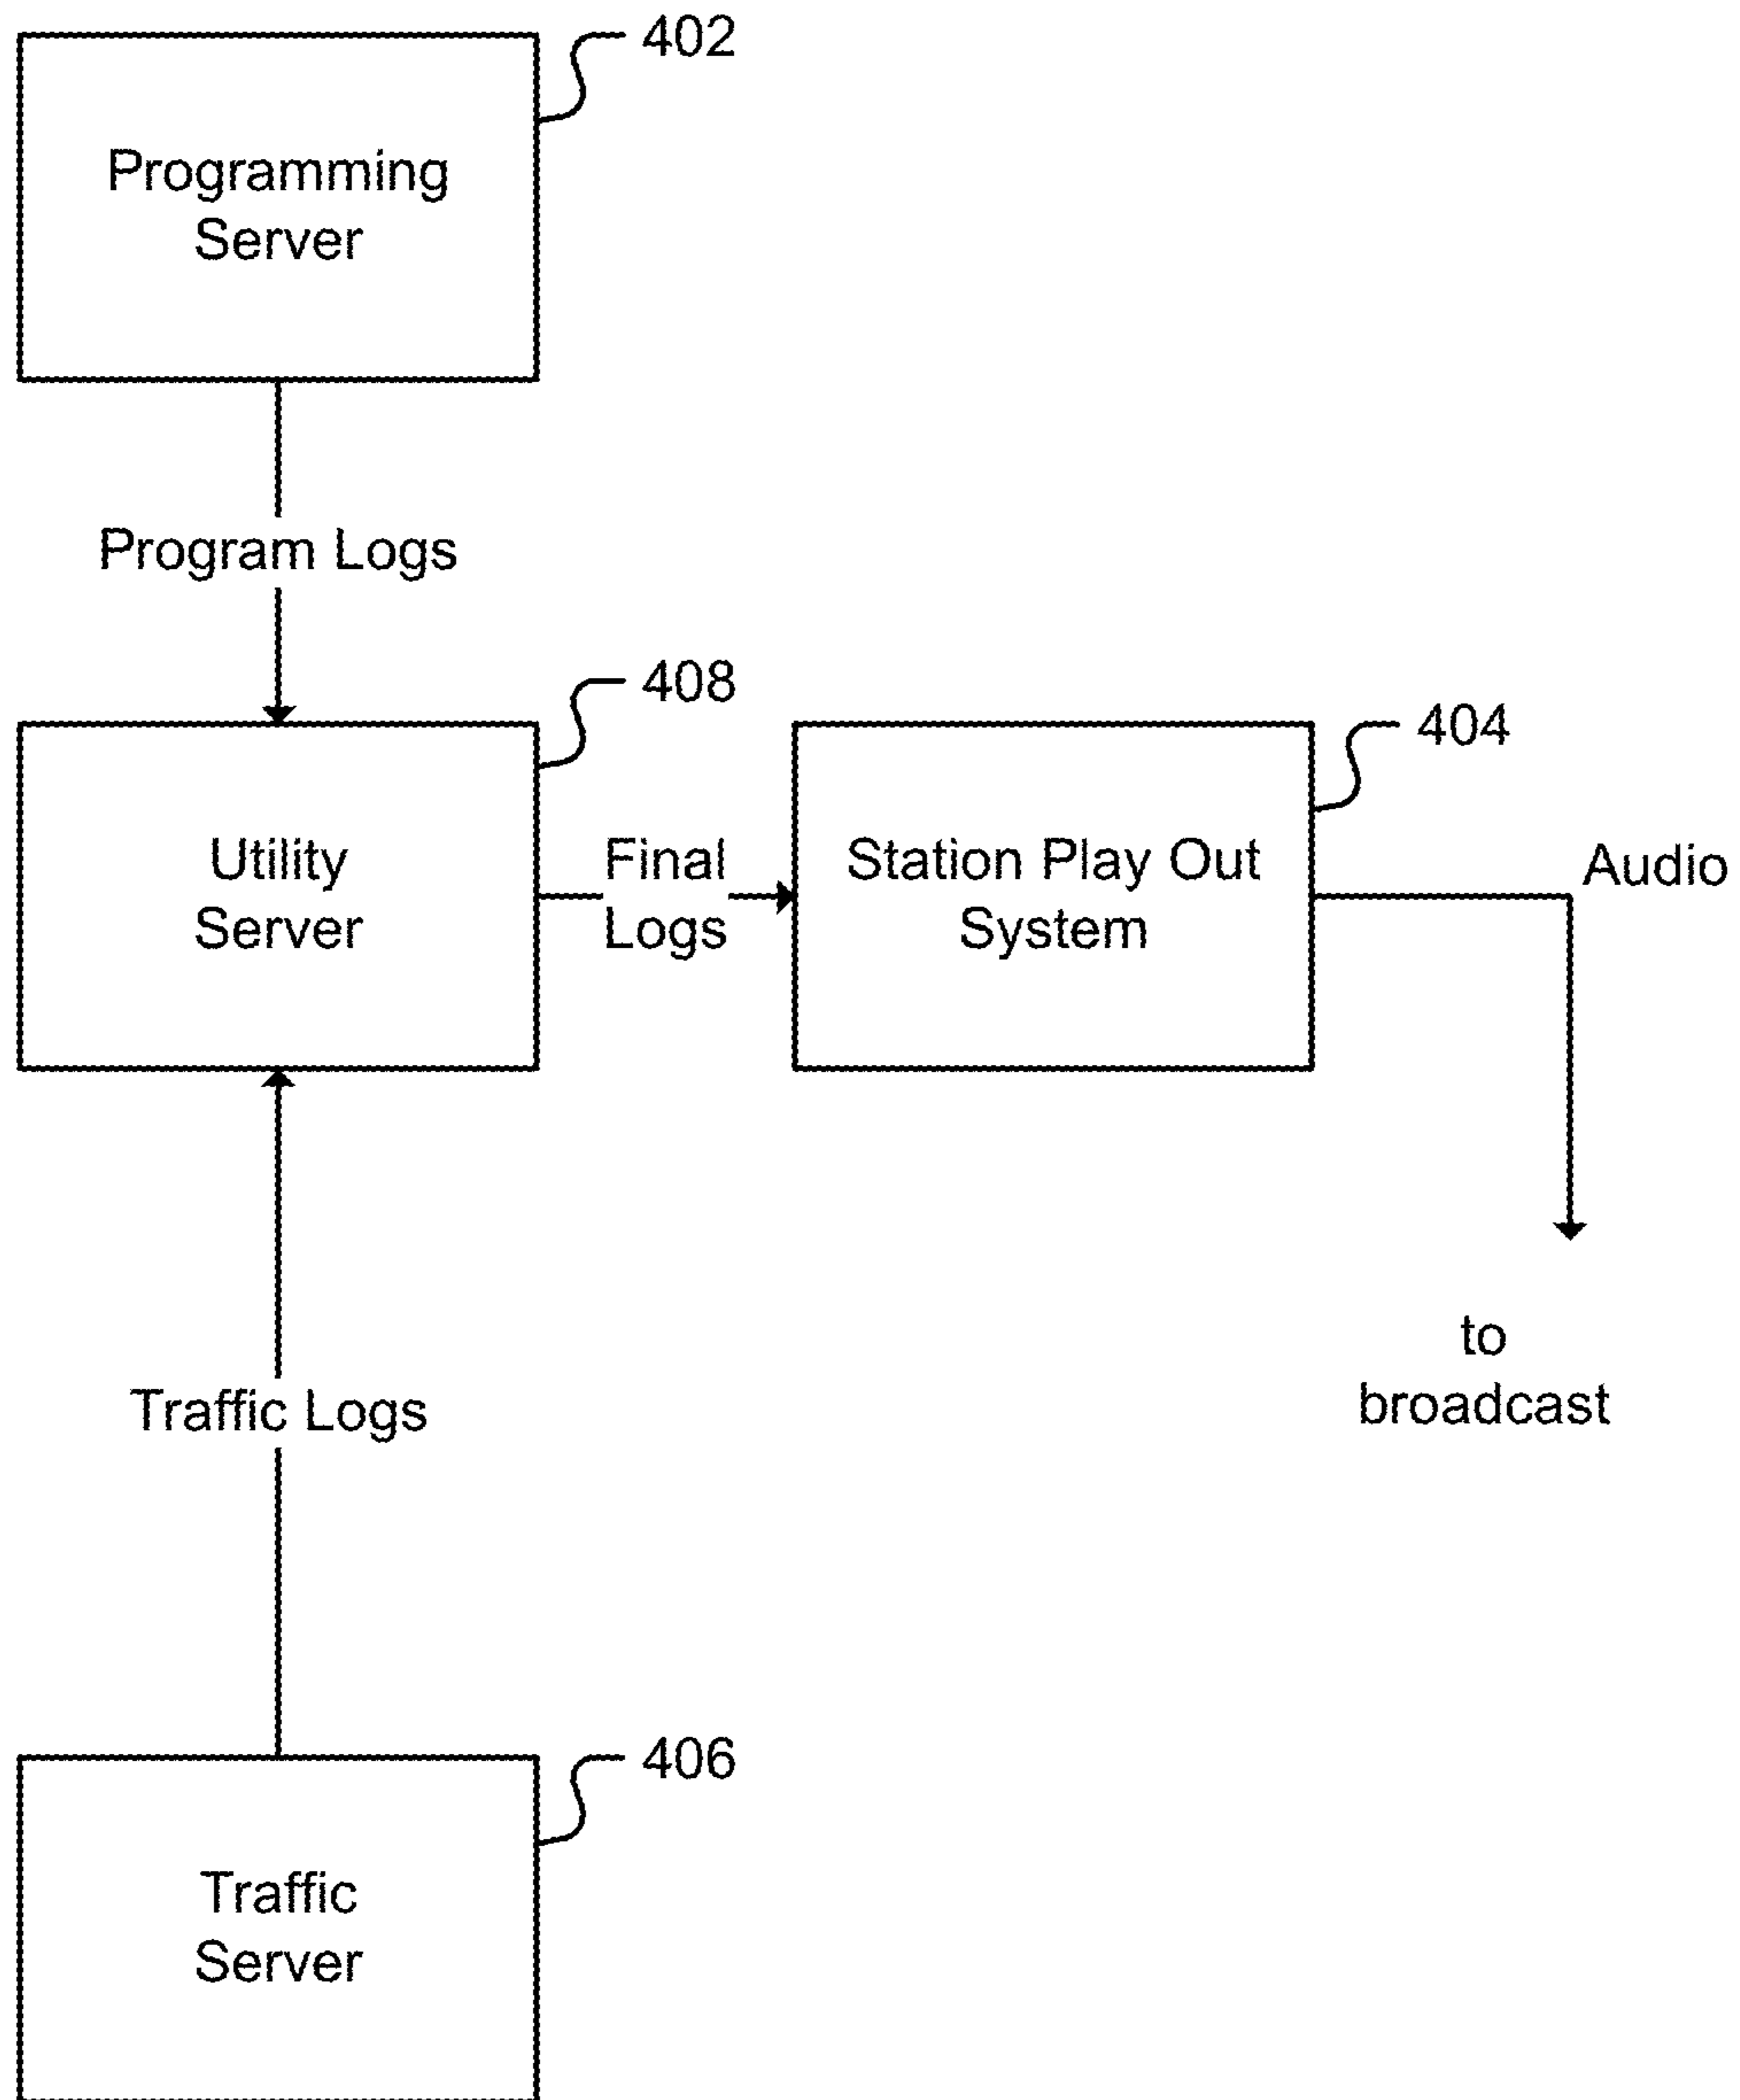 402
Programming
Server
Program Logs
408
404
Utility
Server
Final
Logs
Station Play Out
System
Audio
to
broadcast
Traffic Logs
406
Traffic
Server